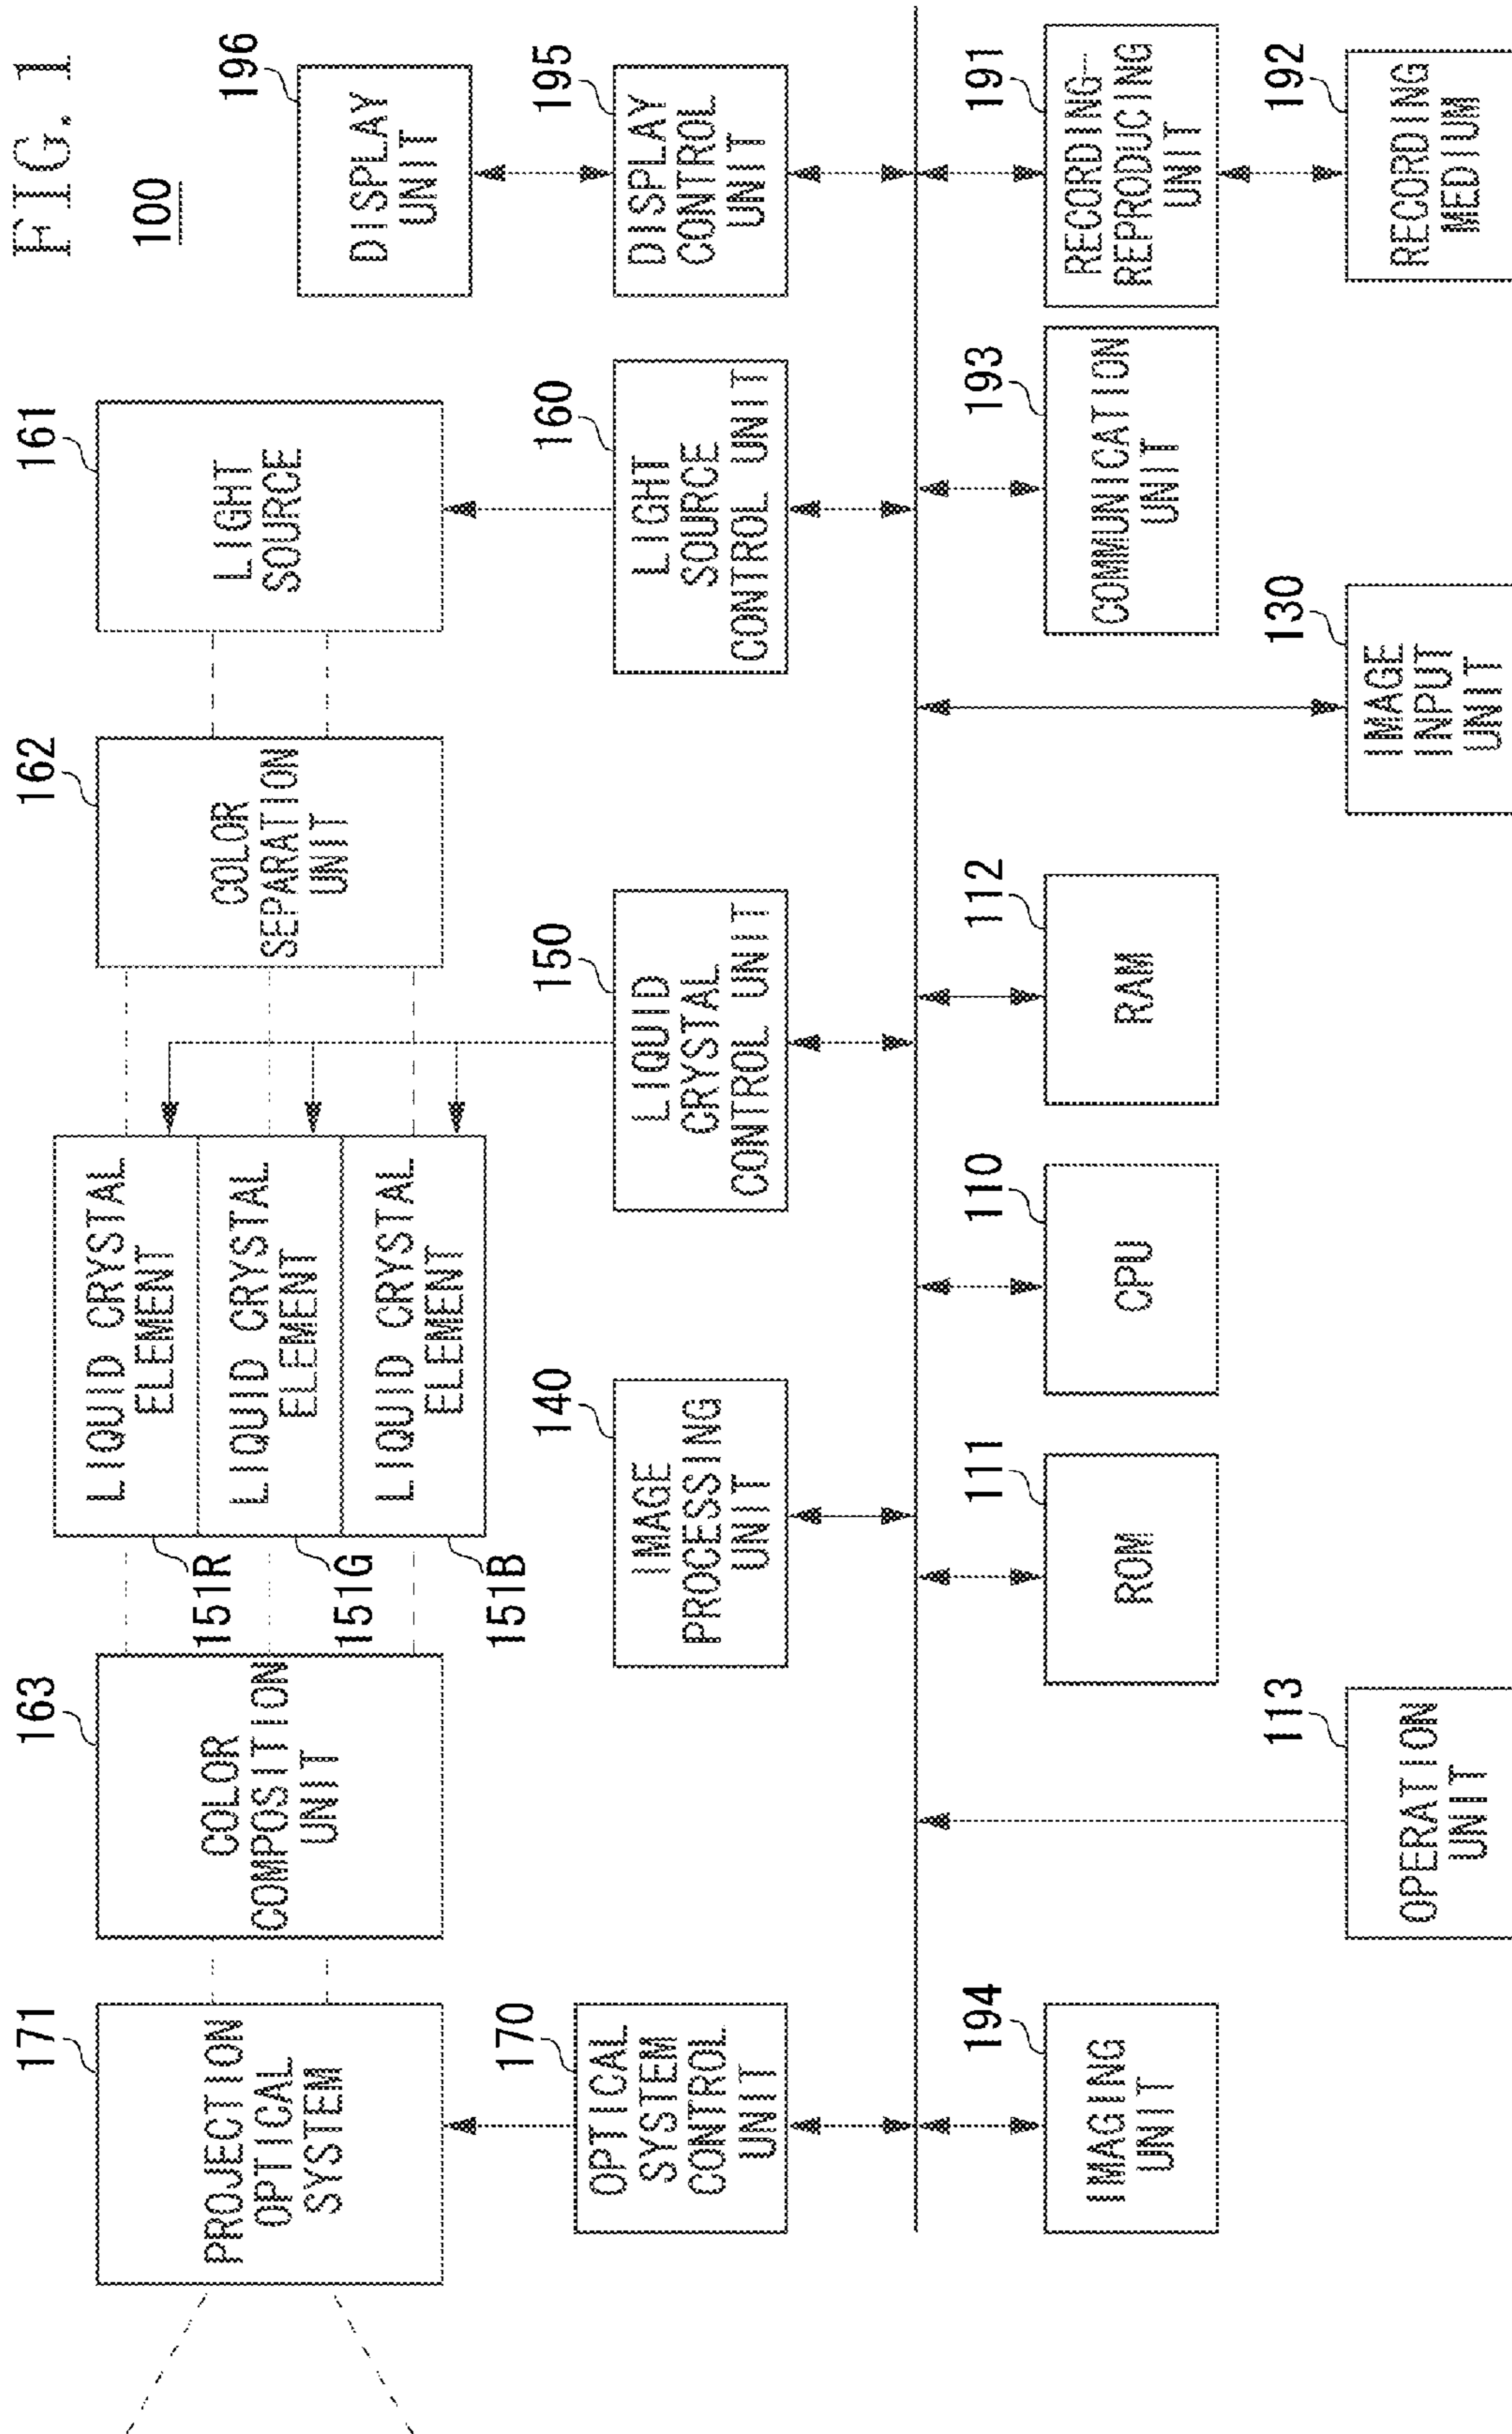 FIG. 1
100
171
PROJECTION
OPTICAL
SYSTEM
163
COLOR
COMPOSITION
UNIT
151R
151G
151B
LIQUID CRYSTAL
ELEMENT
LIQUID CRYSTAL
ELEMENT
LIQUID CRYSTAL
ELEMENT
162
COLOR
SEPARATION
UNIT
161
LIGHT
SOURCE
196
DISPLAY
UNIT
170
OPTICAL
SYSTEM
CONTROL
UNIT
140
IMAGE
PROCESSING
UNIT
150
LIQUID
CRYSTAL
CONTROL UNIT
160
LIGHT
SOURCE
CONTROL UNIT
195
DISPLAY
CONTROL
UNIT
194
IMAGING
UNIT
111
ROM
110
CPU
112
RAM
193
COMMUNICATION
UNIT
191
RECORDING-
REPRODUCING
UNIT
113
OPERATION
UNIT
130
IMAGE
INPUT
UNIT
192
RECORDING
MEDIUM